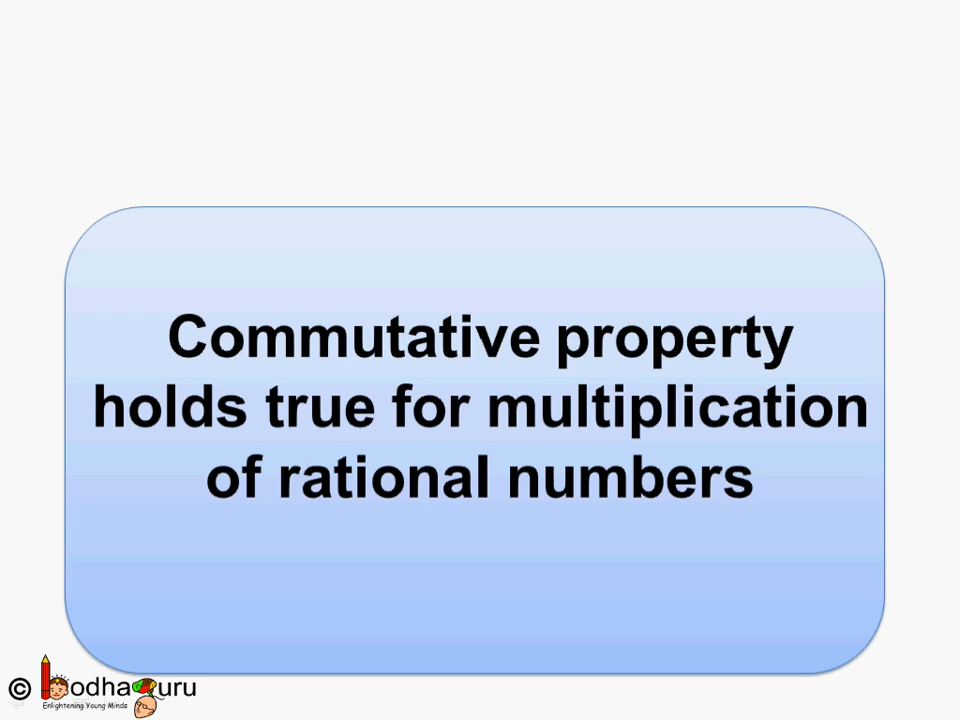 Commutative property
holds true for multiplication
of rational numbers
© BodhaGuru
Enlightening Young Minds